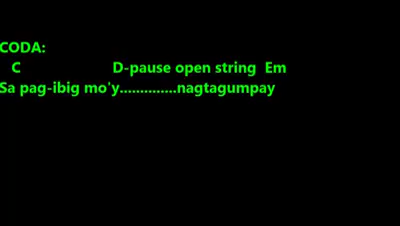 CODA:
C D-pause open string Em
Sa pag-ibig mo'y..............nagtagumpay